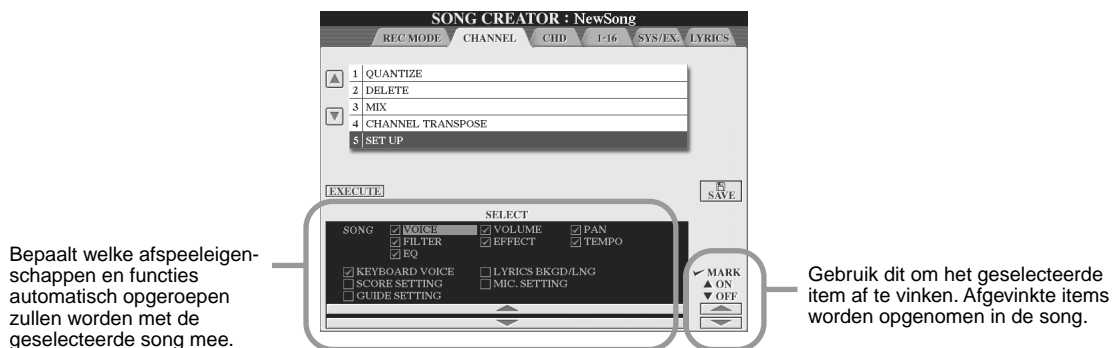 SONG CREATOR : NewSong
REC MODE CHANNEL CHD 1-16 SYS/EX. LYRICS
1 QUANTIZE
2 DELETE
3 MIX
4 CHANNEL TRANSPOSE
5 SET UP
EXECUTE
SAVE
SELECT
SONG VOICE VOLUME PAN
FILTER EFFECT TEMPO
EQ
KEYBOARD VOICE LYRICS BKGD/LNG
SCORE SETTING MIC. SETTING
GUIDE SETTING
MARK
▲ ON
▼ OFF
Bepaalt welke afspeeleigen-
schappen en functies
automatisch opgeroepen
zullen worden met de
geselecteerde song mee.
Gebruik dit om het geselecteerde
item af te vinken. Afgevinkte items
worden opgenomen in de song.